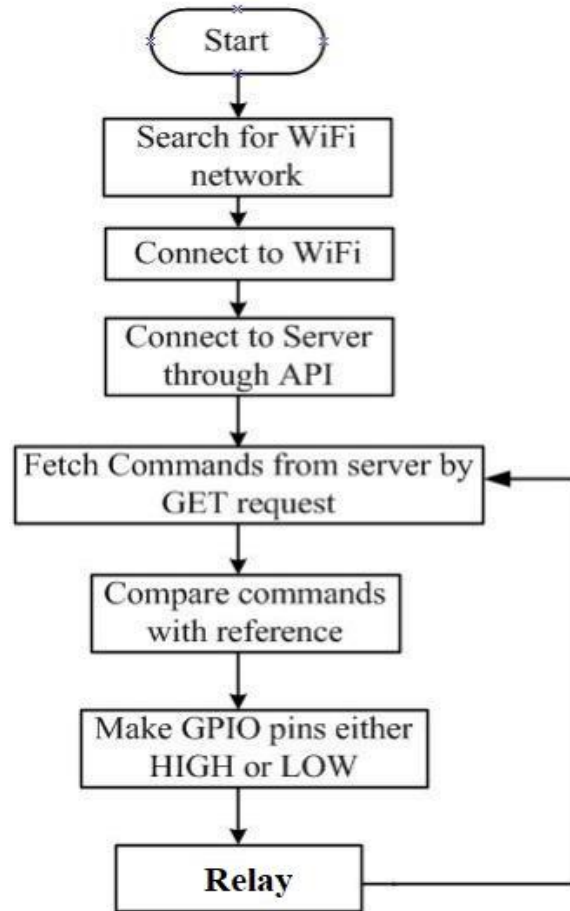 Start
Search for WiFi
network
Connect to WiFi
Connect to Server
through API
Fetch Commands from server by
GET request
Compare commands
with reference
Make GPIO pins either
HIGH or LOW
Relay